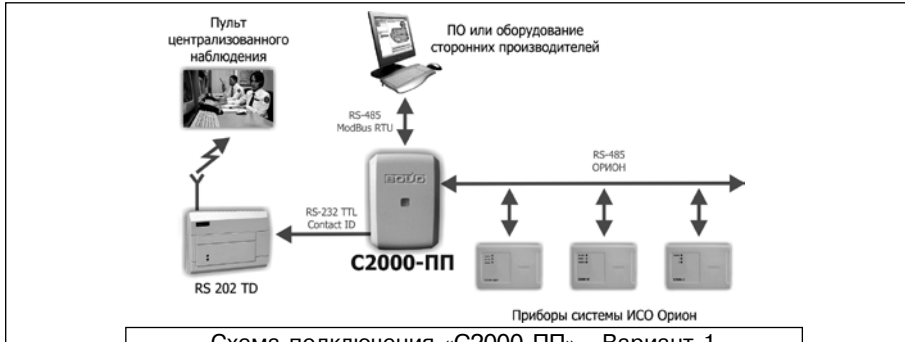 Пульт
централизованного
наблюдения
ПО или оборудование
сторонних производителей
RS-485
ModBus RTU
RS-485
ОРИОН
RS-232 TTL
Contact ID
С2000-ПП
RS 202 TD
Приборы системы ИСО Орион
Схема подключения «С2000-ПП». Вариант 1